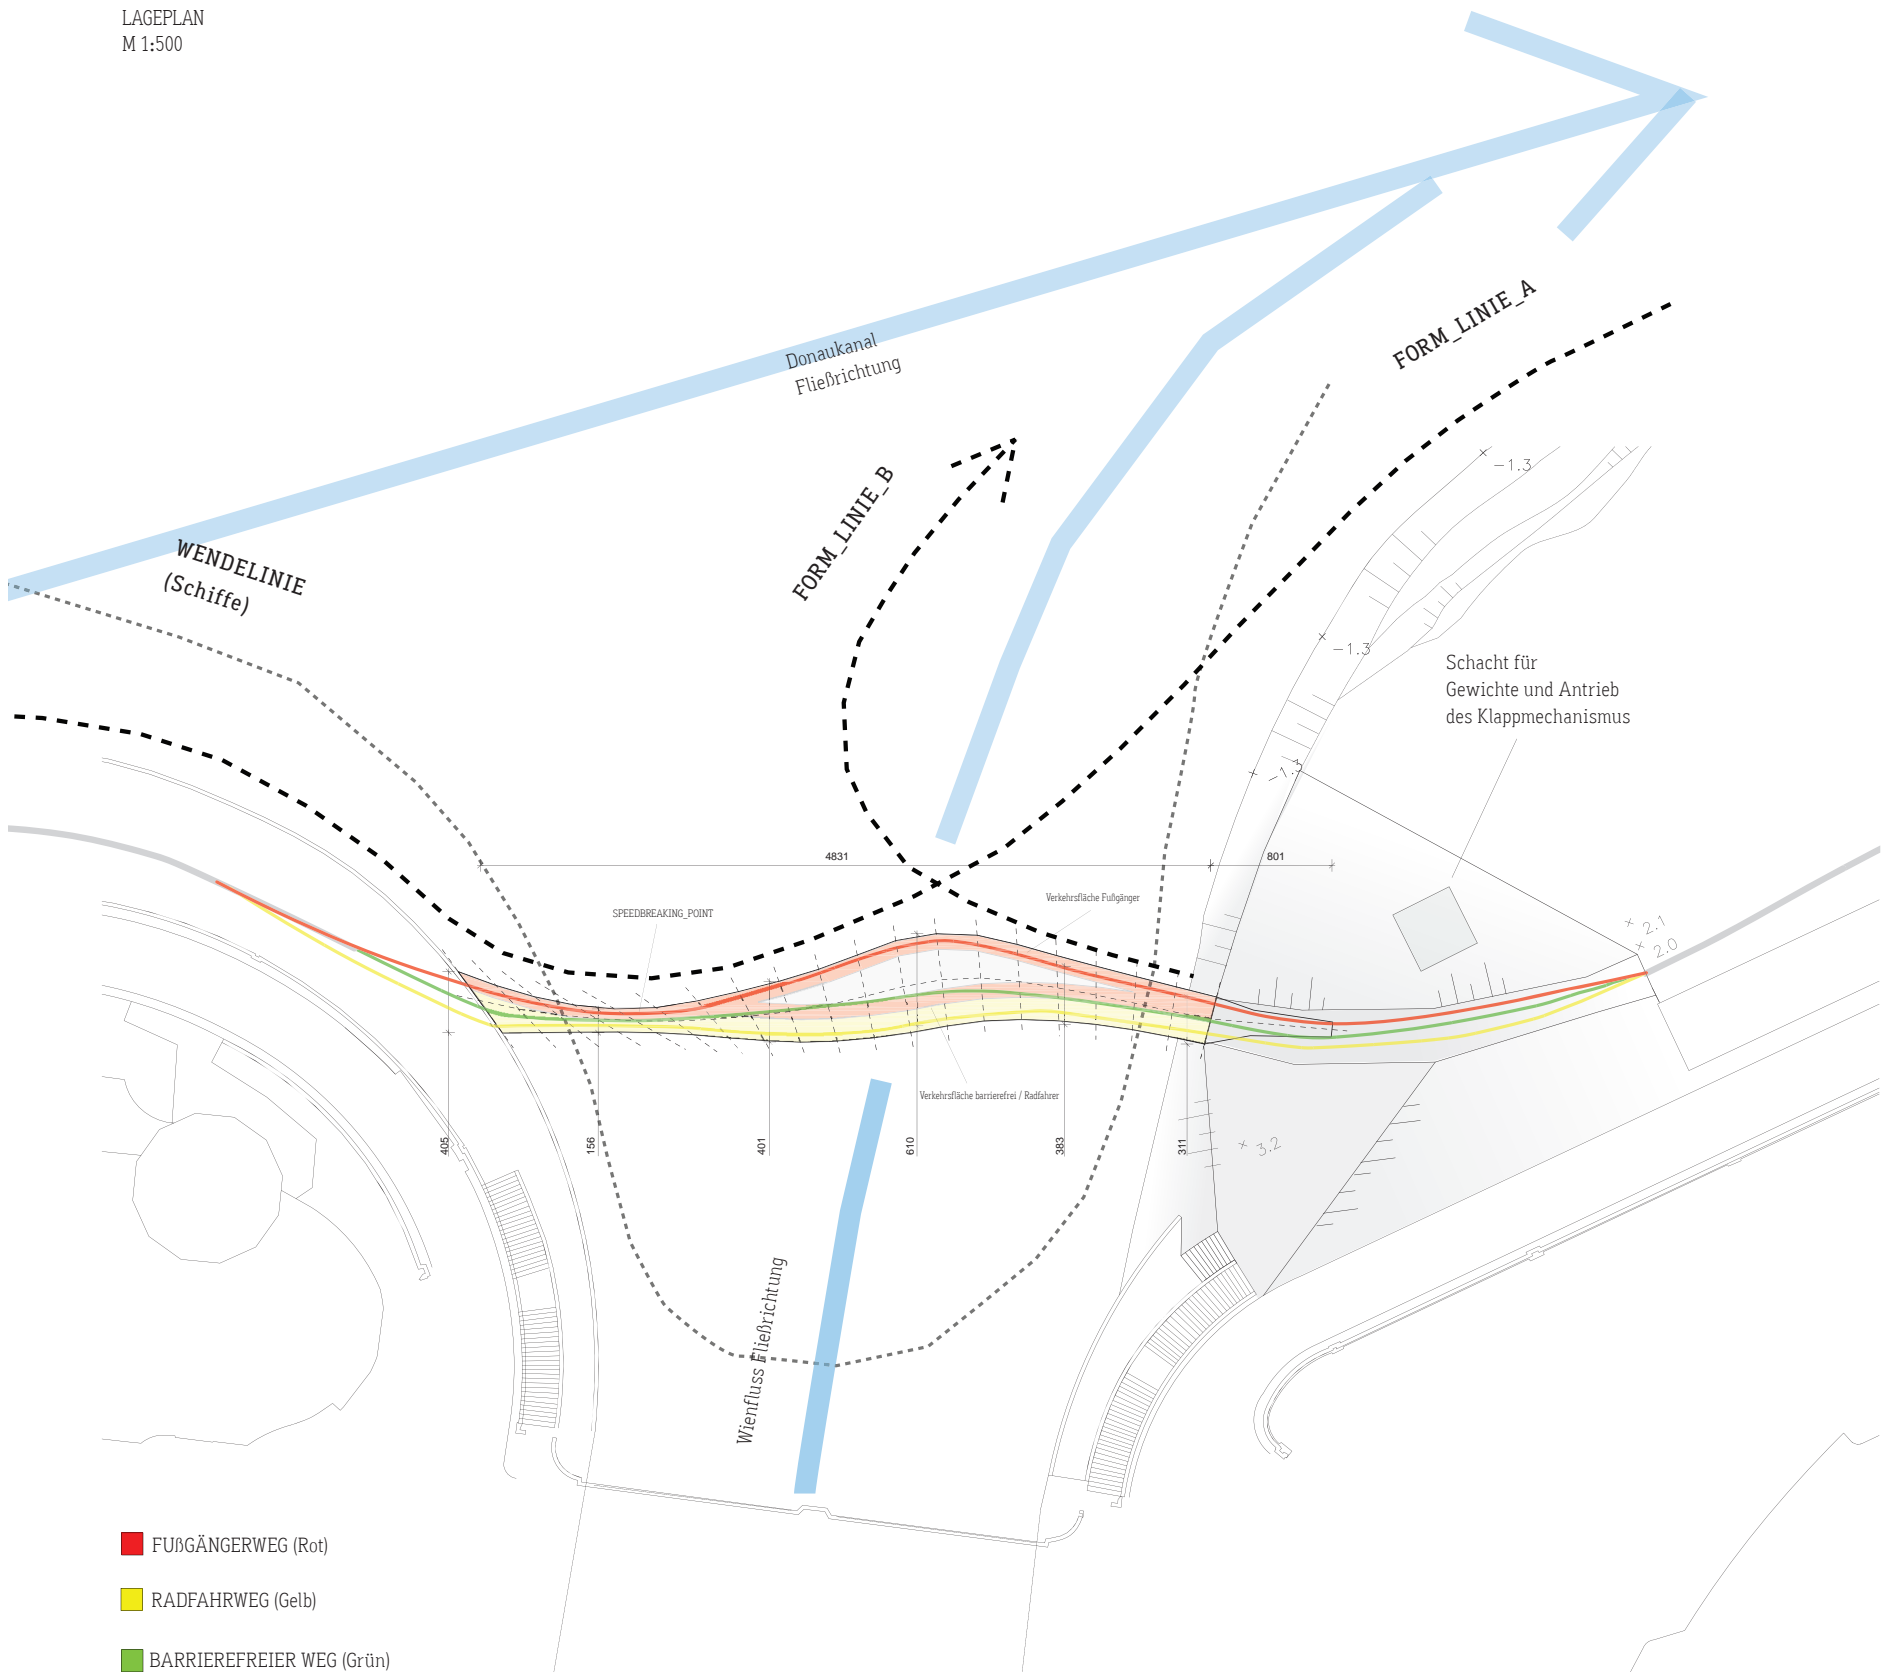 LAGEPLAN
M 1:500
Donaukanal
Fließrichtung
FORM_LINIE_A
FORM_LINIE_B
WENDELINIE
(Schiffe)
-1.3
-1.3
-1.3
Schacht für
Gewichte und Antrieb
des Klappmechanismus
4831
801
SPEEDBREAKING_POINT
Verkehrsfläche Fußgänger
2.1
2.0
Verkehrsfläche barrierefrei / Radfahrer
405
156
401
610
383
311
3.2
Wienfluss Fließrichtung
FUßGÄNGERWEG (Rot)
RADFAHRWEG (Gelb)
BARRIEREFREIER WEG (Grün)